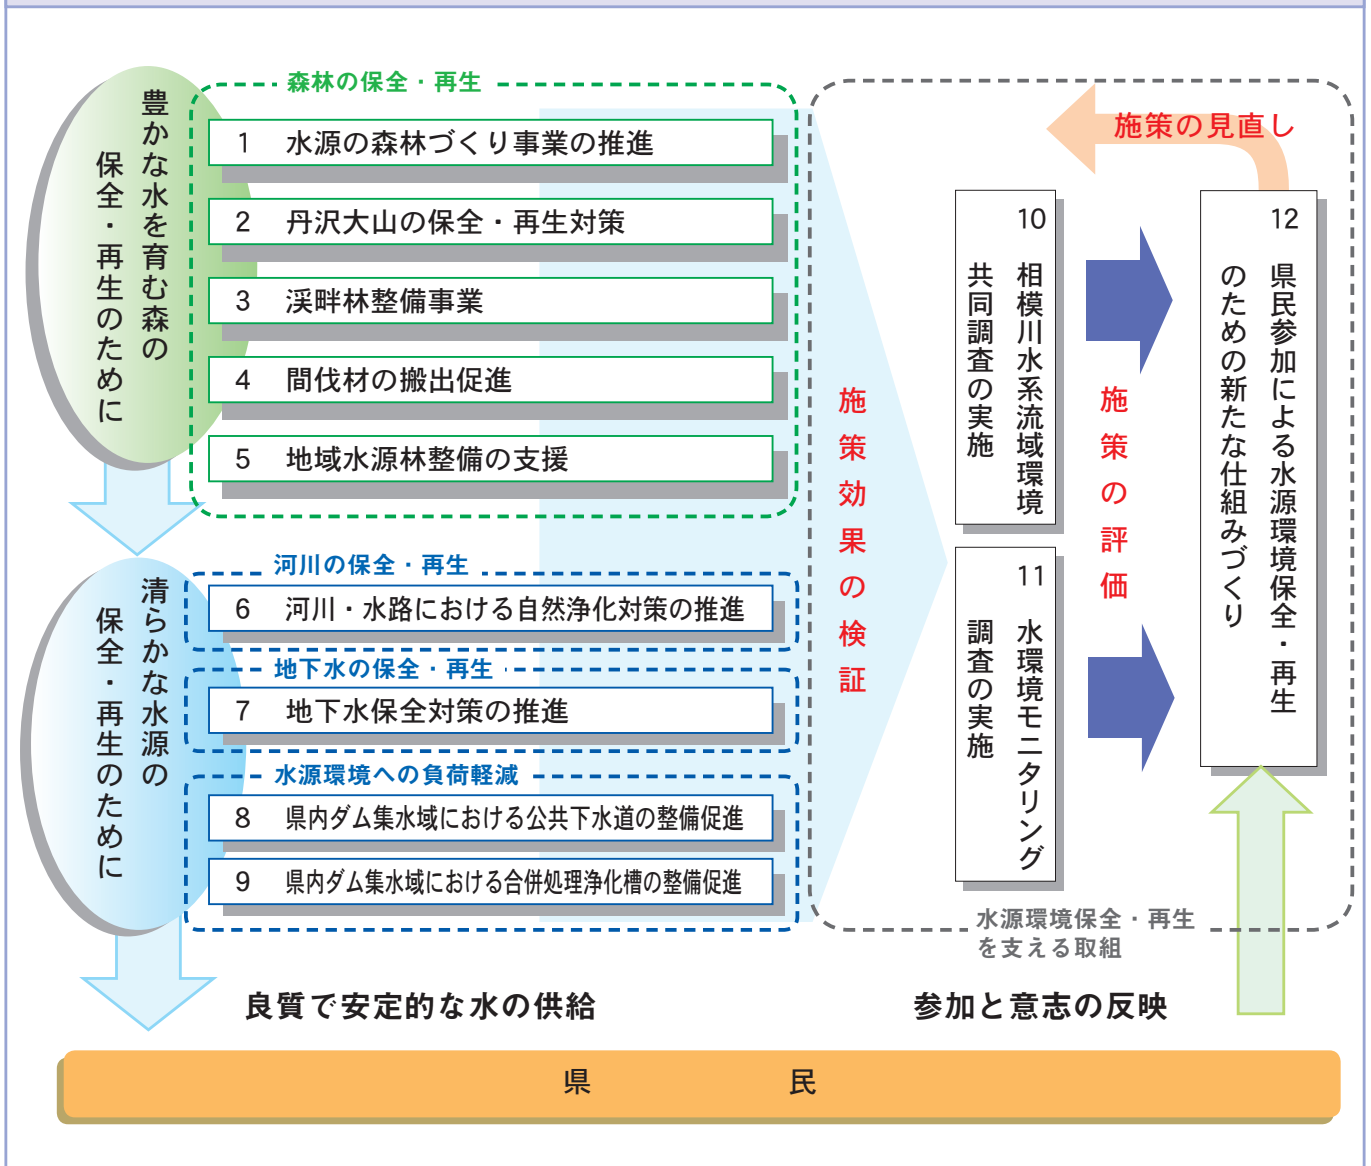 豊かな水を育む森の
保全・再生のために
森林の保全・再生
1 水源の森林づくり事業の推進
2 丹沢大山の保全・再生対策
3 渓畔林整備事業
4 間伐材の搬出促進
5 地域水源林整備の支援
清らかな水源の
保全・再生のために
河川の保全・再生
6 河川・水路における自然浄化対策の推進
地下水の保全・再生
7 地下水保全対策の推進
水源環境への負荷軽減
8 県内ダム集水域における公共下水道の整備促進
9 県内ダム集水域における合併処理浄化槽の整備促進
施策効果の検証
10 相模川水系流域環境
共同調査の実施
11 水環境モニタリング
調査の実施
施策の評価
12 県民参加による水源環境保全・再生
のための新たな仕組みづくり
施策の見直し
水源環境保全・再生
を支える取組
良質で安定的な水の供給
参加と意志の反映
県民